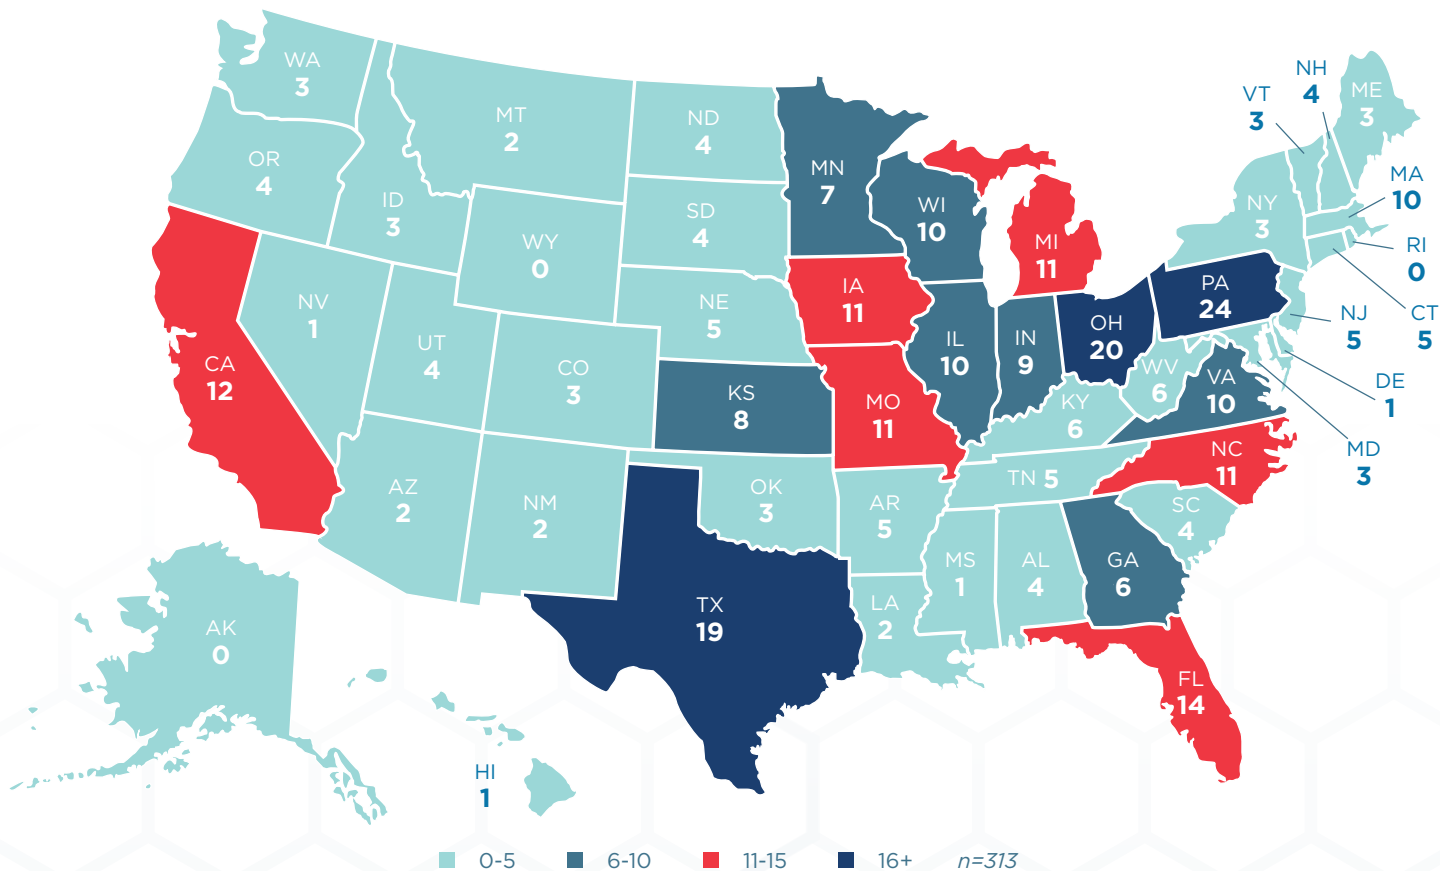 WA
3
MT
2
ND
4
OR
4
ID
3
WY
0
SD
4
MN
7
WI
10
MI
11
NV
1
UT
4
CO
3
NE
5
IA
11
CA
12
KS
8
MO
11
IL
10
IN
9
OH
20
PA
24
NY
3
VT
3
NH
4
ME
3
MA
10
RI
0
CT
5
NJ
5
DE
1
MD
3
WV
6
VA
10
KY
6
NC
11
TN 5
SC
4
AZ
2
NM
2
OK
3
AR
5
MS
1
AL
4
GA
6
LA
2
TX
19
FL
14
AK
0
HI
1
0-5
6-10
11-15
16+
n=313